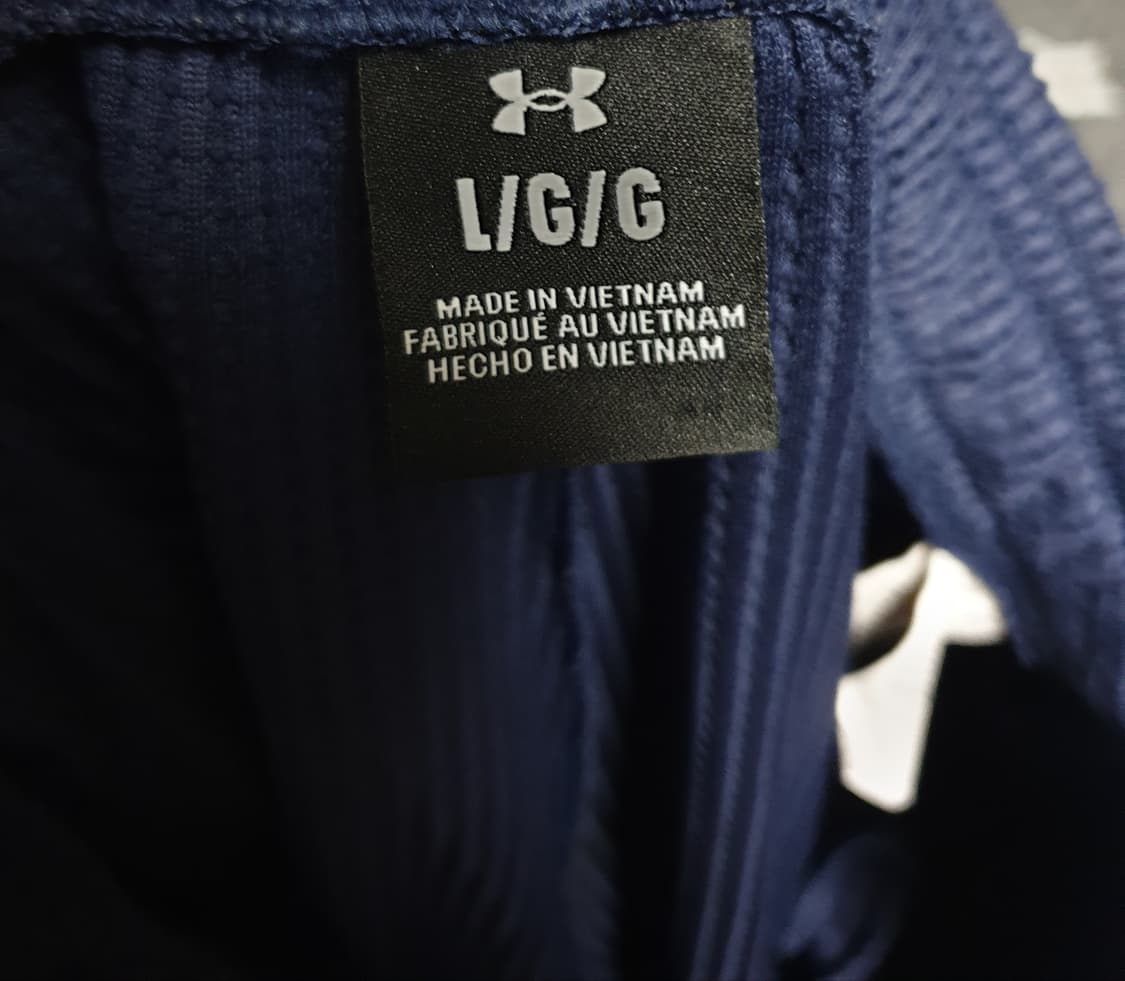 L/G/G
MADE IN VIETNAM
FABRIQUÉ AU VIETNAM
HECHO EN VIETNAM